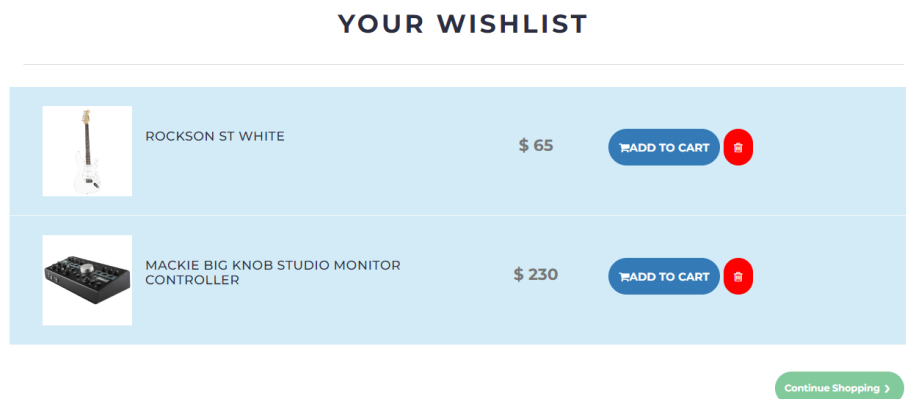 YOUR WISHLIST
ROCKSON ST WHITE
$ 65
ADD TO CART
MACKIE BIG KNOB STUDIO MONITOR
CONTROLLER
$ 230
ADD TO CART
Continue Shopping ❯